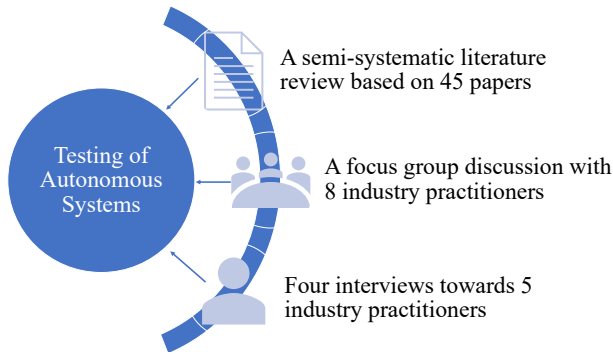 A semi-systematic literature
review based on 45 papers
Testing of
Autonomous
Systems
A focus group discussion with
8 industry practitioners
Four interviews towards 5
industry practitioners